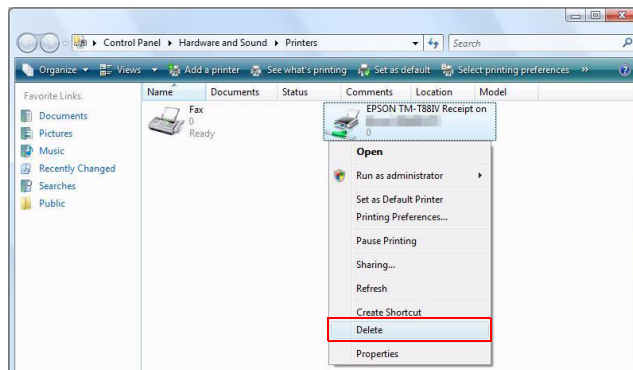 Control Panel ▸ Hardware and Sound ▸ Printers
Search
Organize Views Add a printer See what's printing Set as default Select printing preferences »
Favorite Links
Documents
Pictures
Music
Recently Changed
Searches
Public
Name Documents Status Comments Location Model
Fax
0
Ready
EPSON TM-T88IV Receipt on
0
Open
Run as administrator
Set as Default Printer
Printing Preferences...
Pause Printing
Sharing...
Refresh
Create Shortcut
Delete
Properties